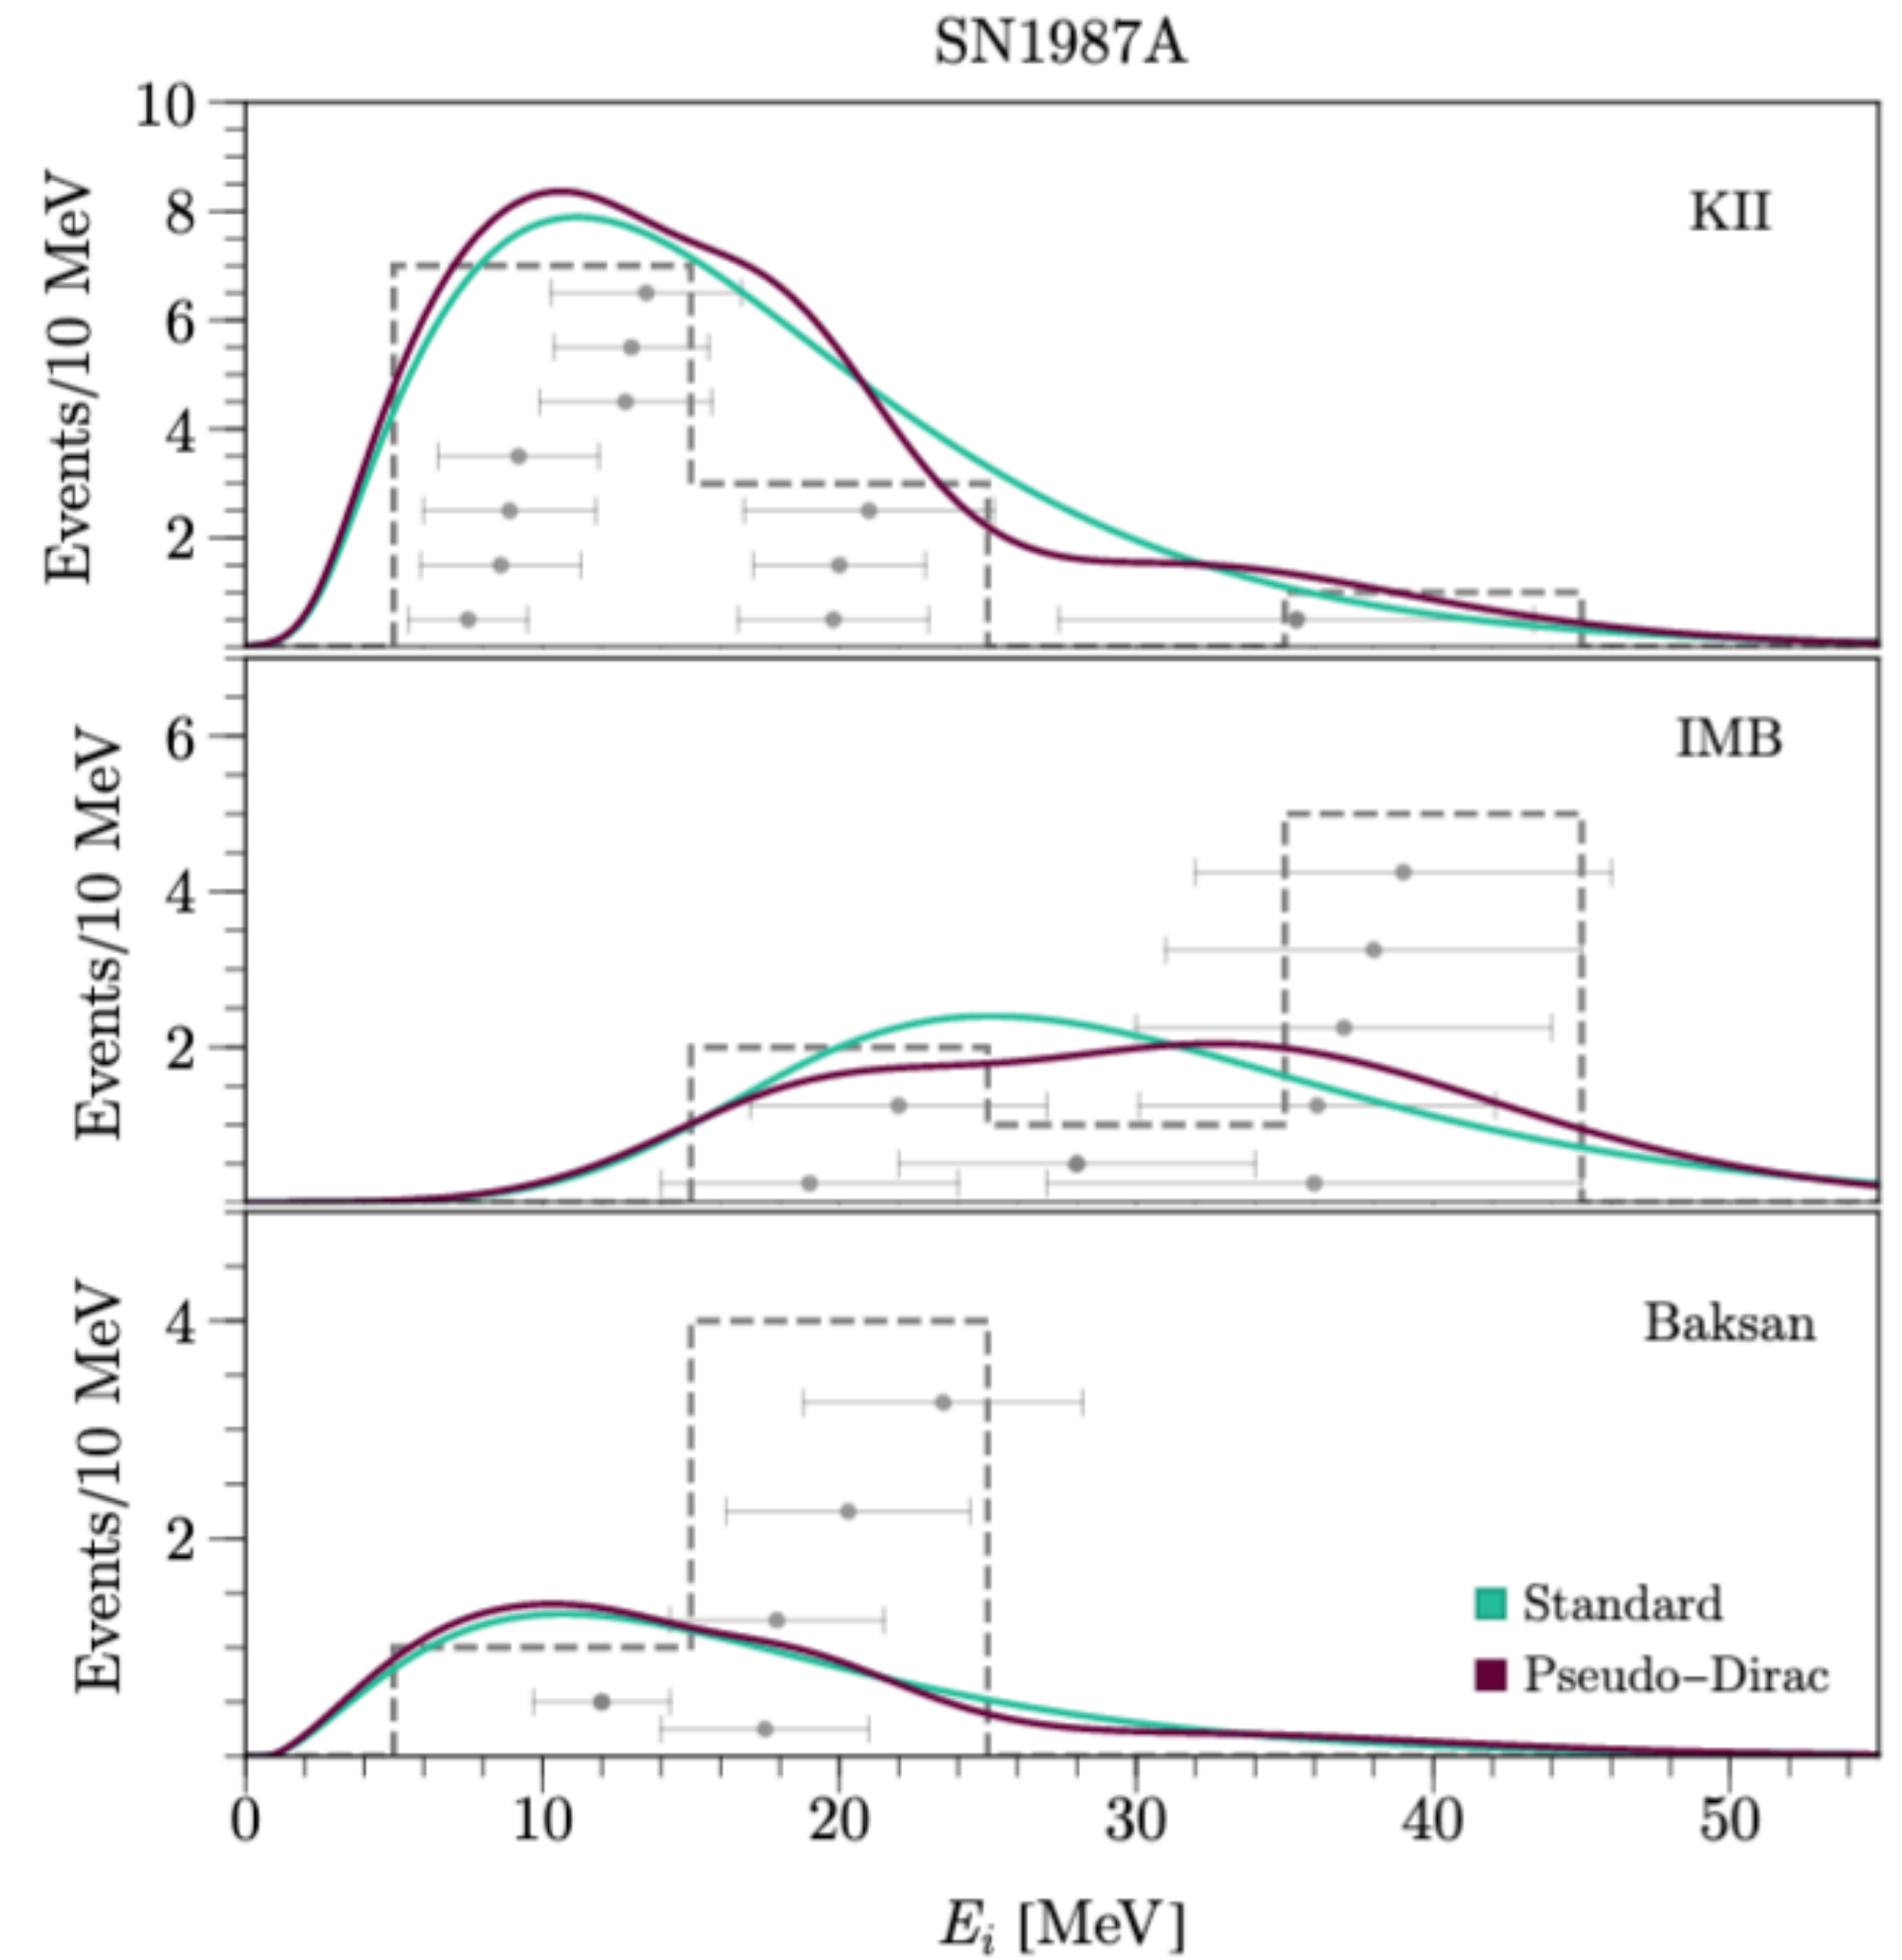 SN1987A
10
8
6
4
2
Events/10 MeV
KII
6
4
2
Events/10 MeV
IMB
4
2
Events/10 MeV
Baksan
Standard
Pseudo–Dirac
0 10 20 30 40 50
E_i [MeV]